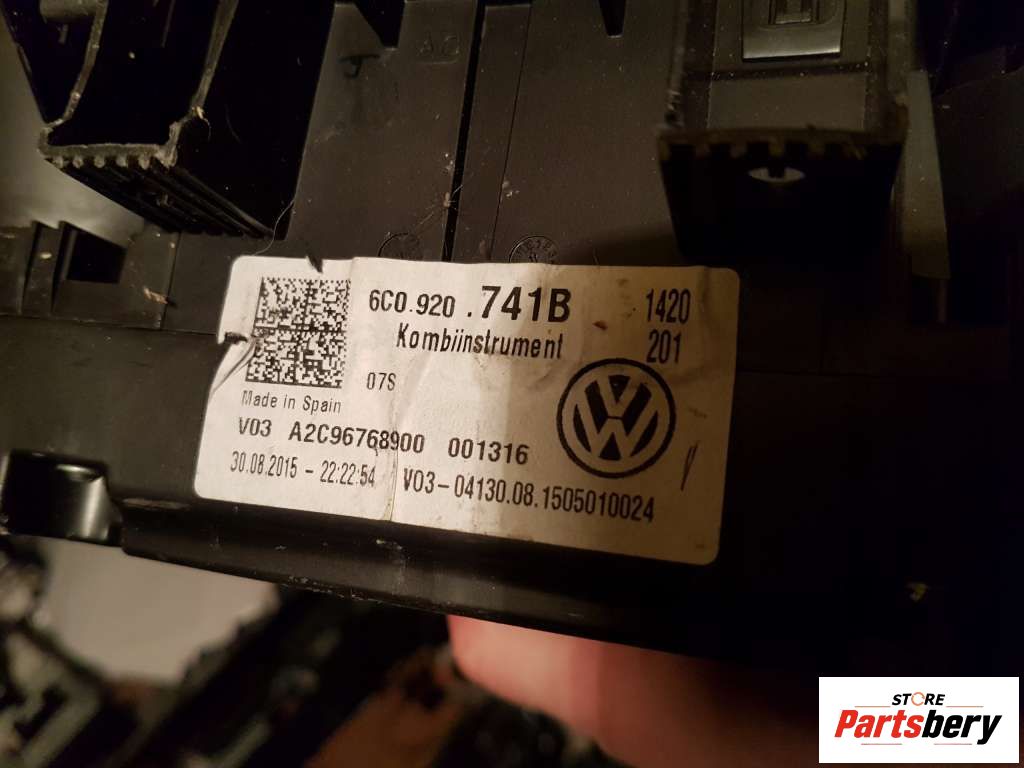 6C0.920 .741B 1420
Kombiinstrument 201
07S
Made in Spain
V03 A2C96768900 001316
30.08.2015 - 22:22:54 V03-04130.08.1505010024
STORE
Partsbery